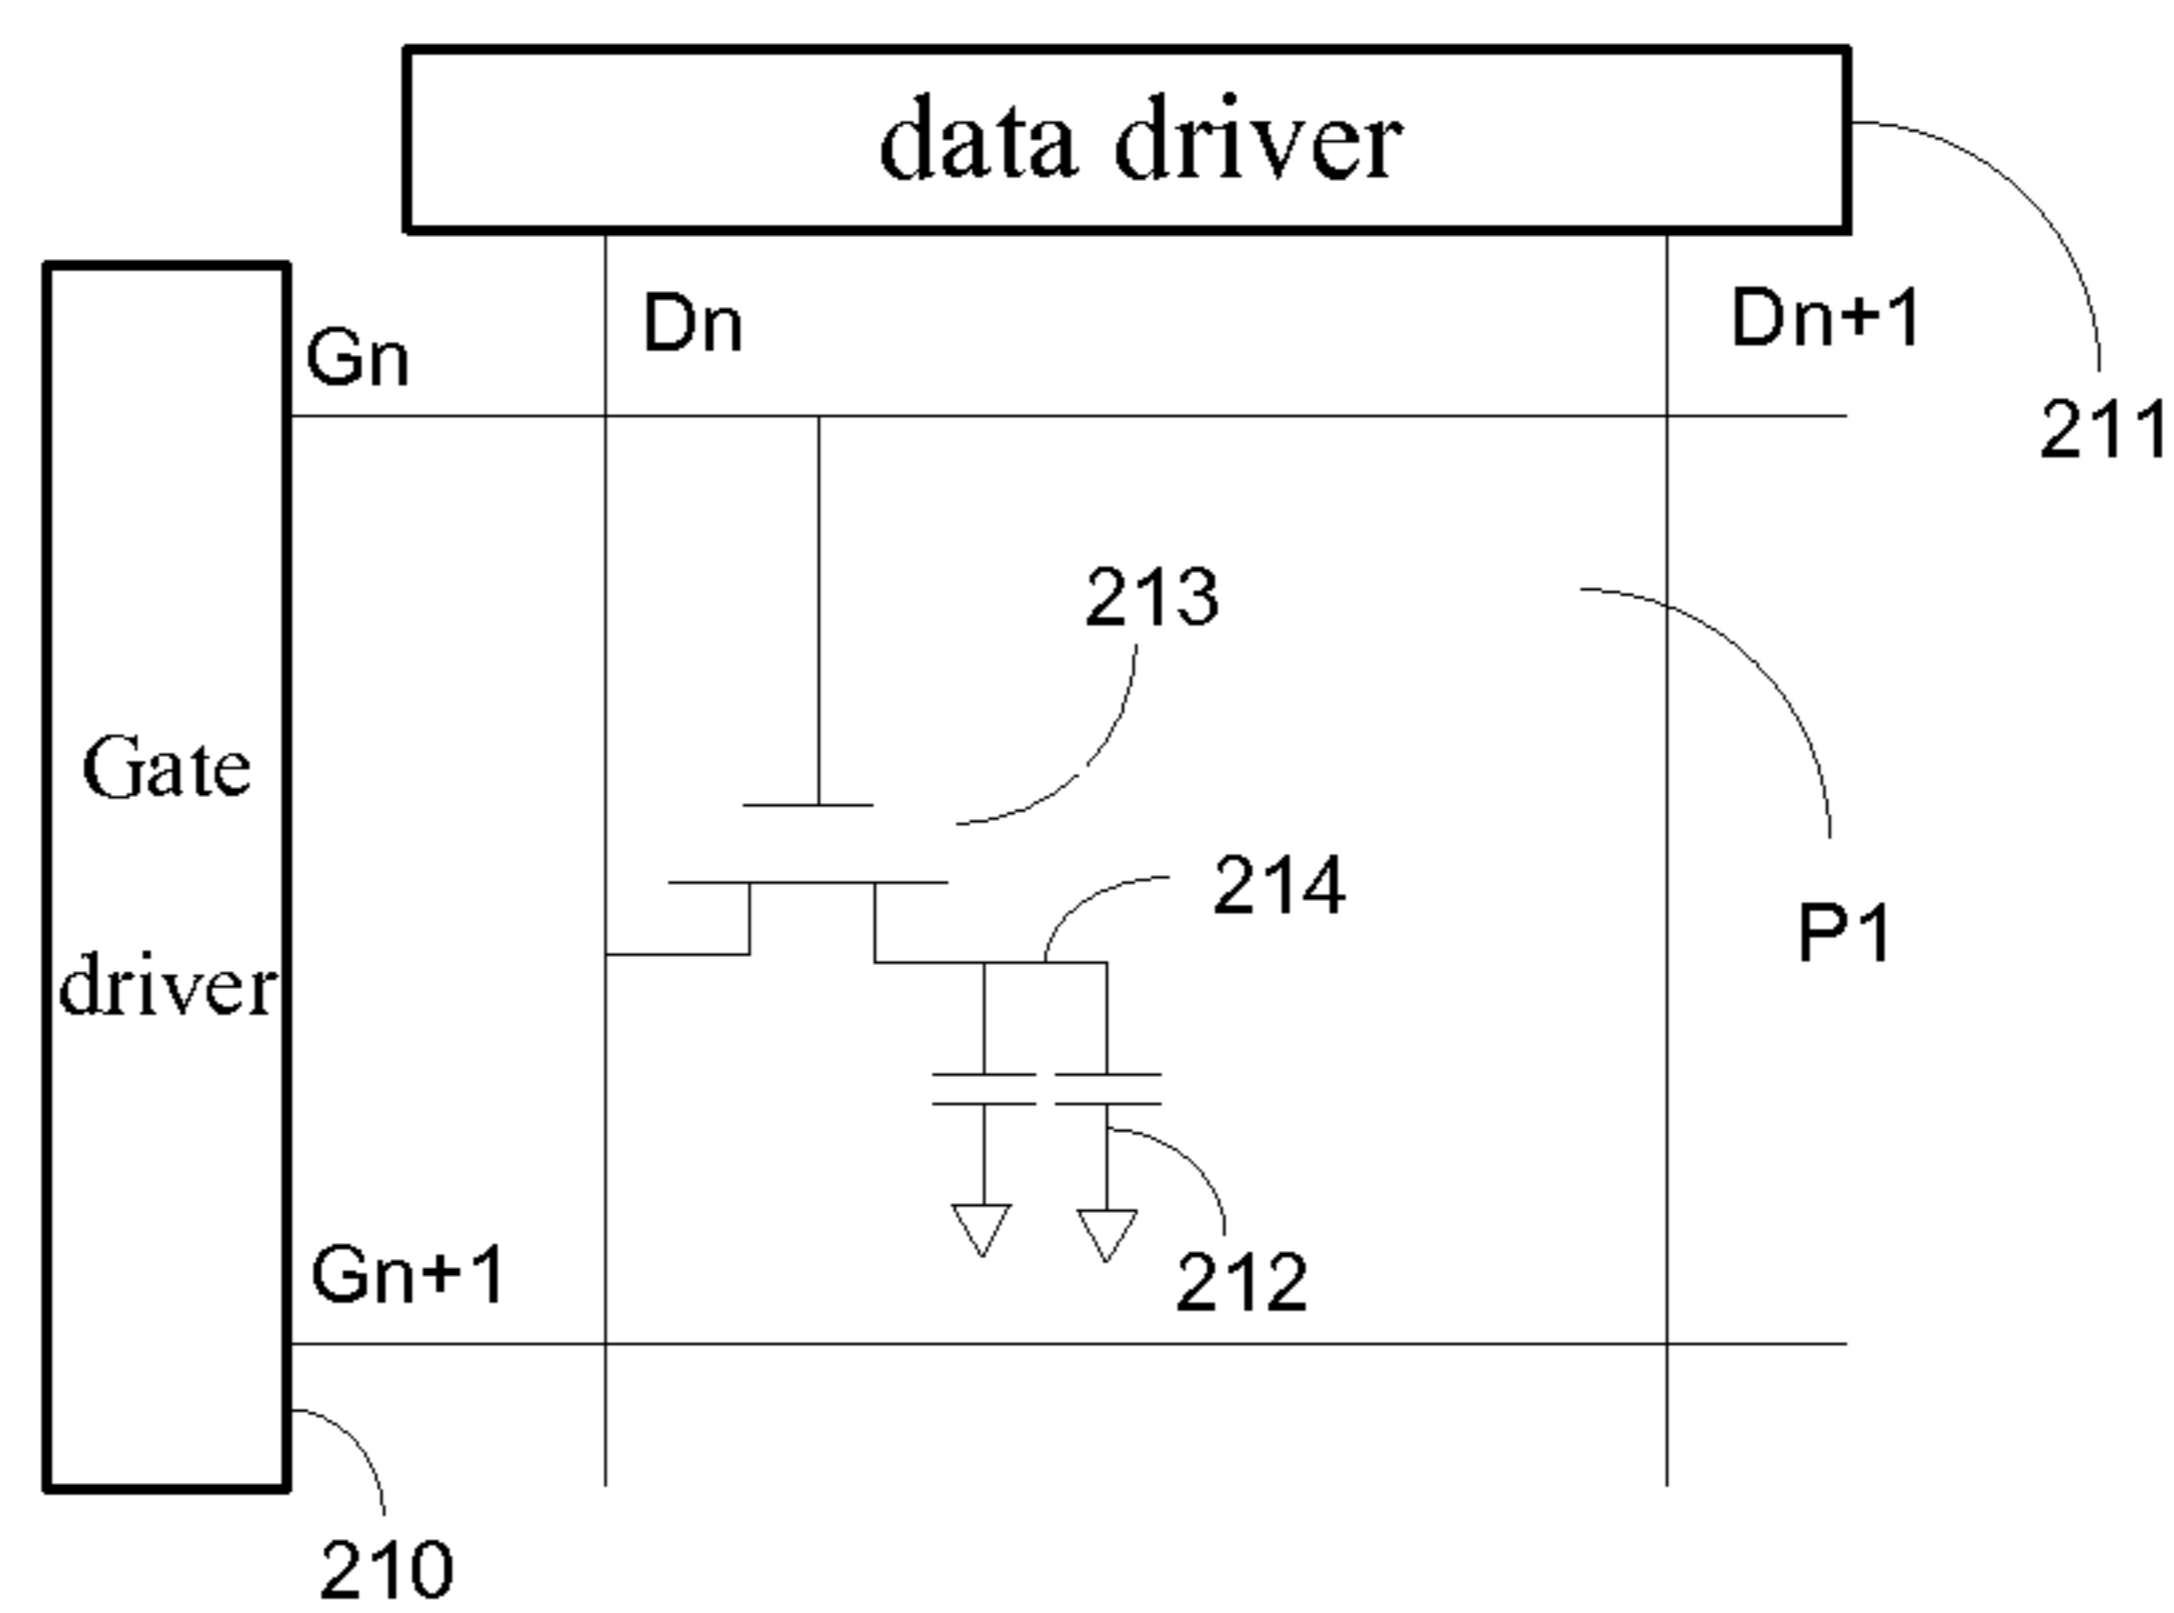 data driver
Dn
Dn+1
Gn
211
213
Gate
driver
214
P1
Gn+1
212
210